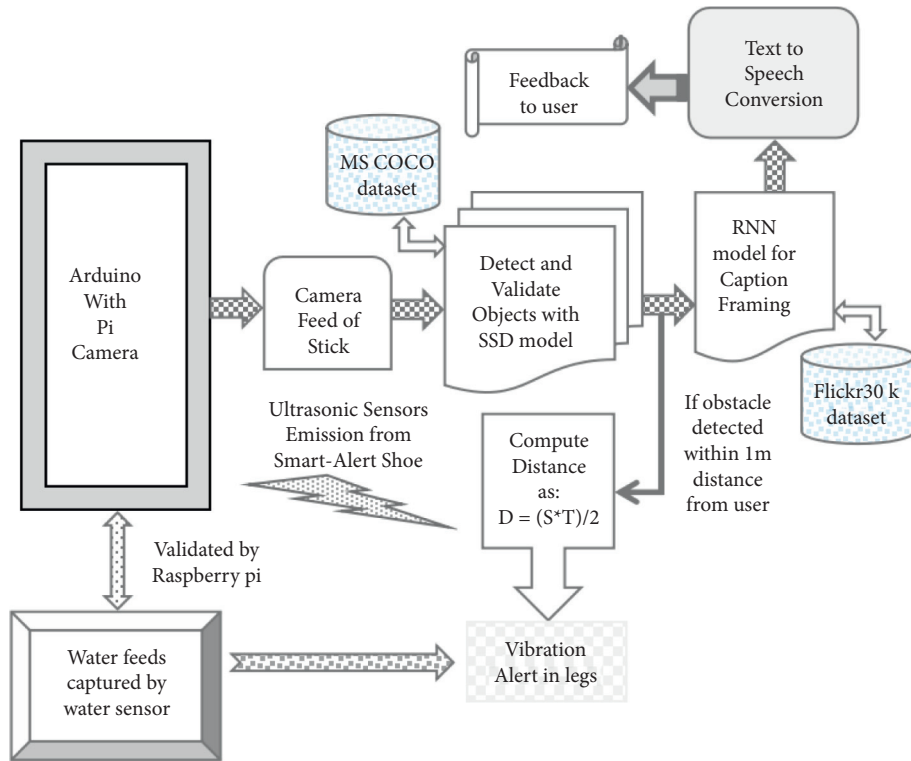 Text to
Speech
Conversion
Feedback
to user
MS COCO
dataset
Arduino
With
Pi
Camera
Camera
Feed of
Stick
Detect and
Validate
Objects with
SSD model
RNN
model for
Caption
Framing
Flickr30 k
dataset
Ultrasonic Sensors
Emission from
Smart-Alert Shoe
Compute
Distance
as:
D = (S*T)/2
If obstacle
detected
within 1m
distance
from user
Validated by
Raspberry pi
Water feeds
captured by
water sensor
Vibration
Alert in legs